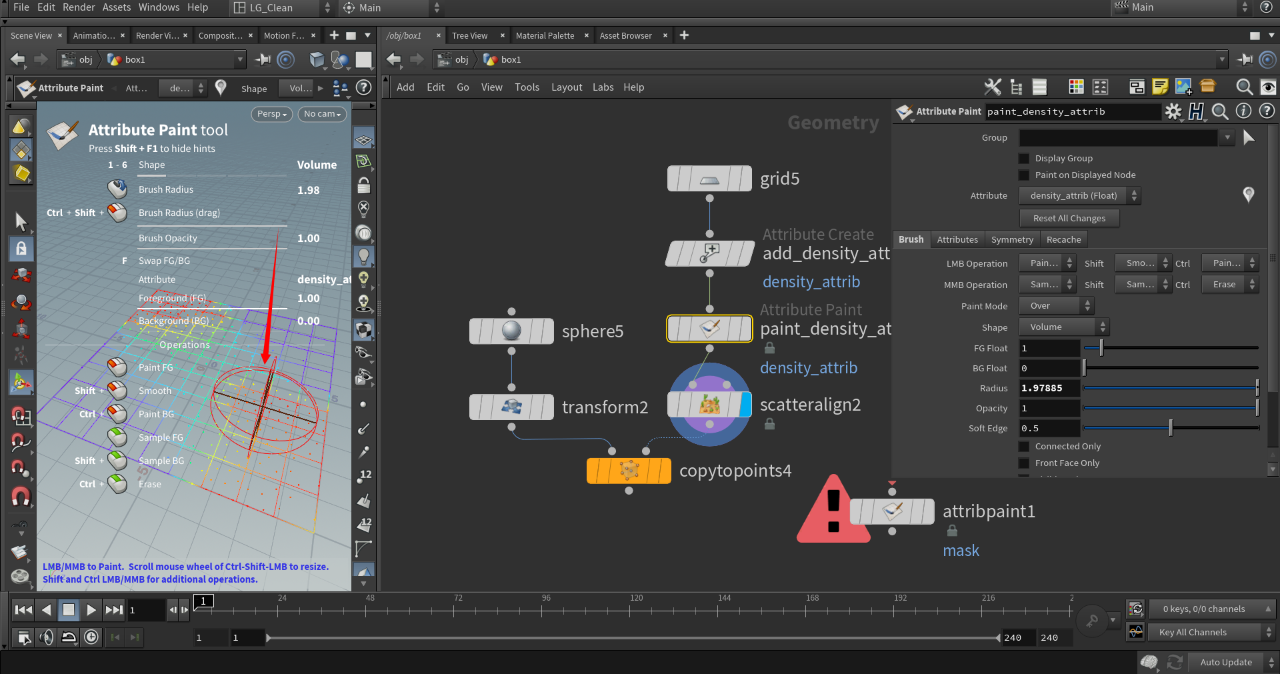 File Edit Render Assets Windows Help LG_Clean Main Main
Scene View Animatio... Render Vi... Composit... Motion F...
/obj/box1 Tree View Material Palette Asset Browser
obj box1
obj box1
Attribute Paint Att... de... Shape Vol...
Add Edit Go View Tools Layout Labs Help
Persp No cam
Attribute Paint tool
Press Shift + F1 to hide hints
1 - 6 Shape Volume
Brush Radius 1.98
Ctrl + Shift + Brush Radius (drag)
Brush Opacity 1.00
F Swap FG/BG
Attribute density_at
Foreground (FG) 1.00
Background (BG) 0.00
Operations
Paint FG
Shift + Smooth
Ctrl + Paint BG
Sample FG
Shift + Sample BG
Ctrl + Erase
LMB/MMB to Paint. Scroll mouse wheel of Ctrl-Shift-LMB to resize.
Shift and Ctrl LMB/MMB for additional operations.
12
12
Geometry
grid5
Attribute Create
add_density_att
density_attrib
Attribute Paint
paint_density_at
density_attrib
sphere5
transform2
scatteralign2
copytopoints4
attribpaint1
mask
Attribute Paint paint_density_attrib
Group
Display Group
Paint on Displayed Node
Attribute density_attrib (Float)
Reset All Changes
Brush Attributes Symmetry Recache
LMB Operation Pain... Shift Smo... Ctrl Pain...
MMB Operation Sam... Shift Sam... Ctrl Erase
Paint Mode Over
Shape Volume
FG Float 1
BG Float 0
Radius 1.97885
Opacity 1
Soft Edge 0.5
Connected Only
Front Face Only
1 1 24 48 72 96 120 144 168 192 216 2
0 keys, 0/0 channels
1 1 240 240
Key All Channels
Auto Update